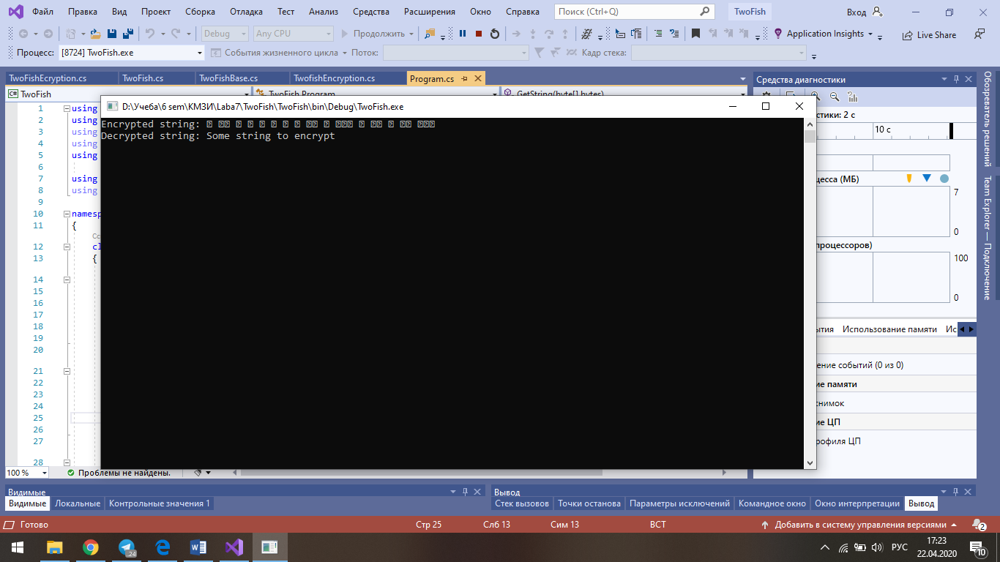 Файл Правка Вид Проект Сборка Отладка Тест Анализ Средства Расширения Окно Справка Поиск (Ctrl+Q) TwoFish Вход
Debug Any CPU Продолжить Application Insights Live Share
Процесс: [8724] TwoFish.exe События жизненного цикла Поток: Кадр стека:
TwoFishEcryption.cs TwoFish.cs TwoFishBase.cs TwofishEncryption.cs Program.cs
Средства диагностики
C# TwoFish TwoFish.Program GetString(byte[] bytes)
D:\Учеба\6 sem\КМЗИ\Laba7\TwoFish\TwoFish\bin\Debug\TwoFish.exe
Encrypted string:
Decrypted string: Some string to encrypt
1 using
2 using
3 using
4 using
5 using
6
7 using
8 using
9
10 namesp
11 {
Сс
12 cl
13 {
14
15
16
17
18
19
20
21
22
23
24
25
26
27
28
стики: 2 с
10 с
цесса (МБ)
7
0
процессоров)
100
0
ытия Использование памяти Ис
ение событий (0 из 0)
ие памяти
снимок
ие ЦП
рофиля ЦП
Обозреватель решений
Team Explorer — Подключение
100 % Проблемы не найдены.
Видимые
Видимые Локальные Контрольные значения 1
Вывод
Стек вызовов Точки останова Параметры исключений Командное окно Окно интерпретации Вывод
Готово Стр 25 Слб 13 Сим 13 ВСТ Добавить в систему управления версиями 2
.24
РУС
17:23
22.04.2020
10